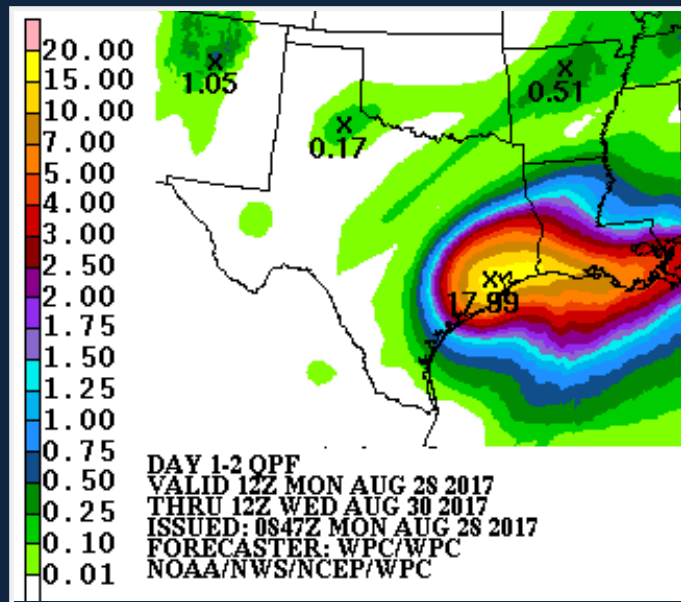 20.00
15.00
10.00
7.00
5.00
4.00
3.00
2.50
2.00
1.75
1.50
1.25
1.00
0.75
0.50
0.25
0.10
0.01
X
1.05
X
0.51
X
0.17
X
17.99
DAY 1-2 QPF
VALID 12Z MON AUG 28 2017
THRU 12Z WED AUG 30 2017
ISSUED: 0847Z MON AUG 28 2017
FORECASTER: WPC/WPC
NOAA/NWS/NCEP/WPC